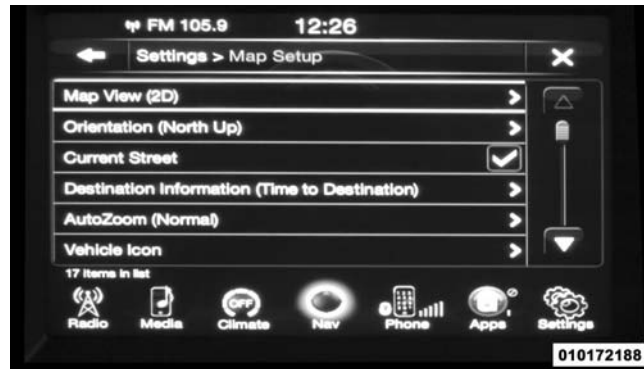 FM 105.9 12:26
Settings > Map Setup
Map View (2D)
Orientation (North Up)
Current Street
Destination Information (Time to Destination)
AutoZoom (Normal)
Vehicle Icon
17 Items in list
OFF
Radio Media Climate Nav Phone Apps Settings
010172188